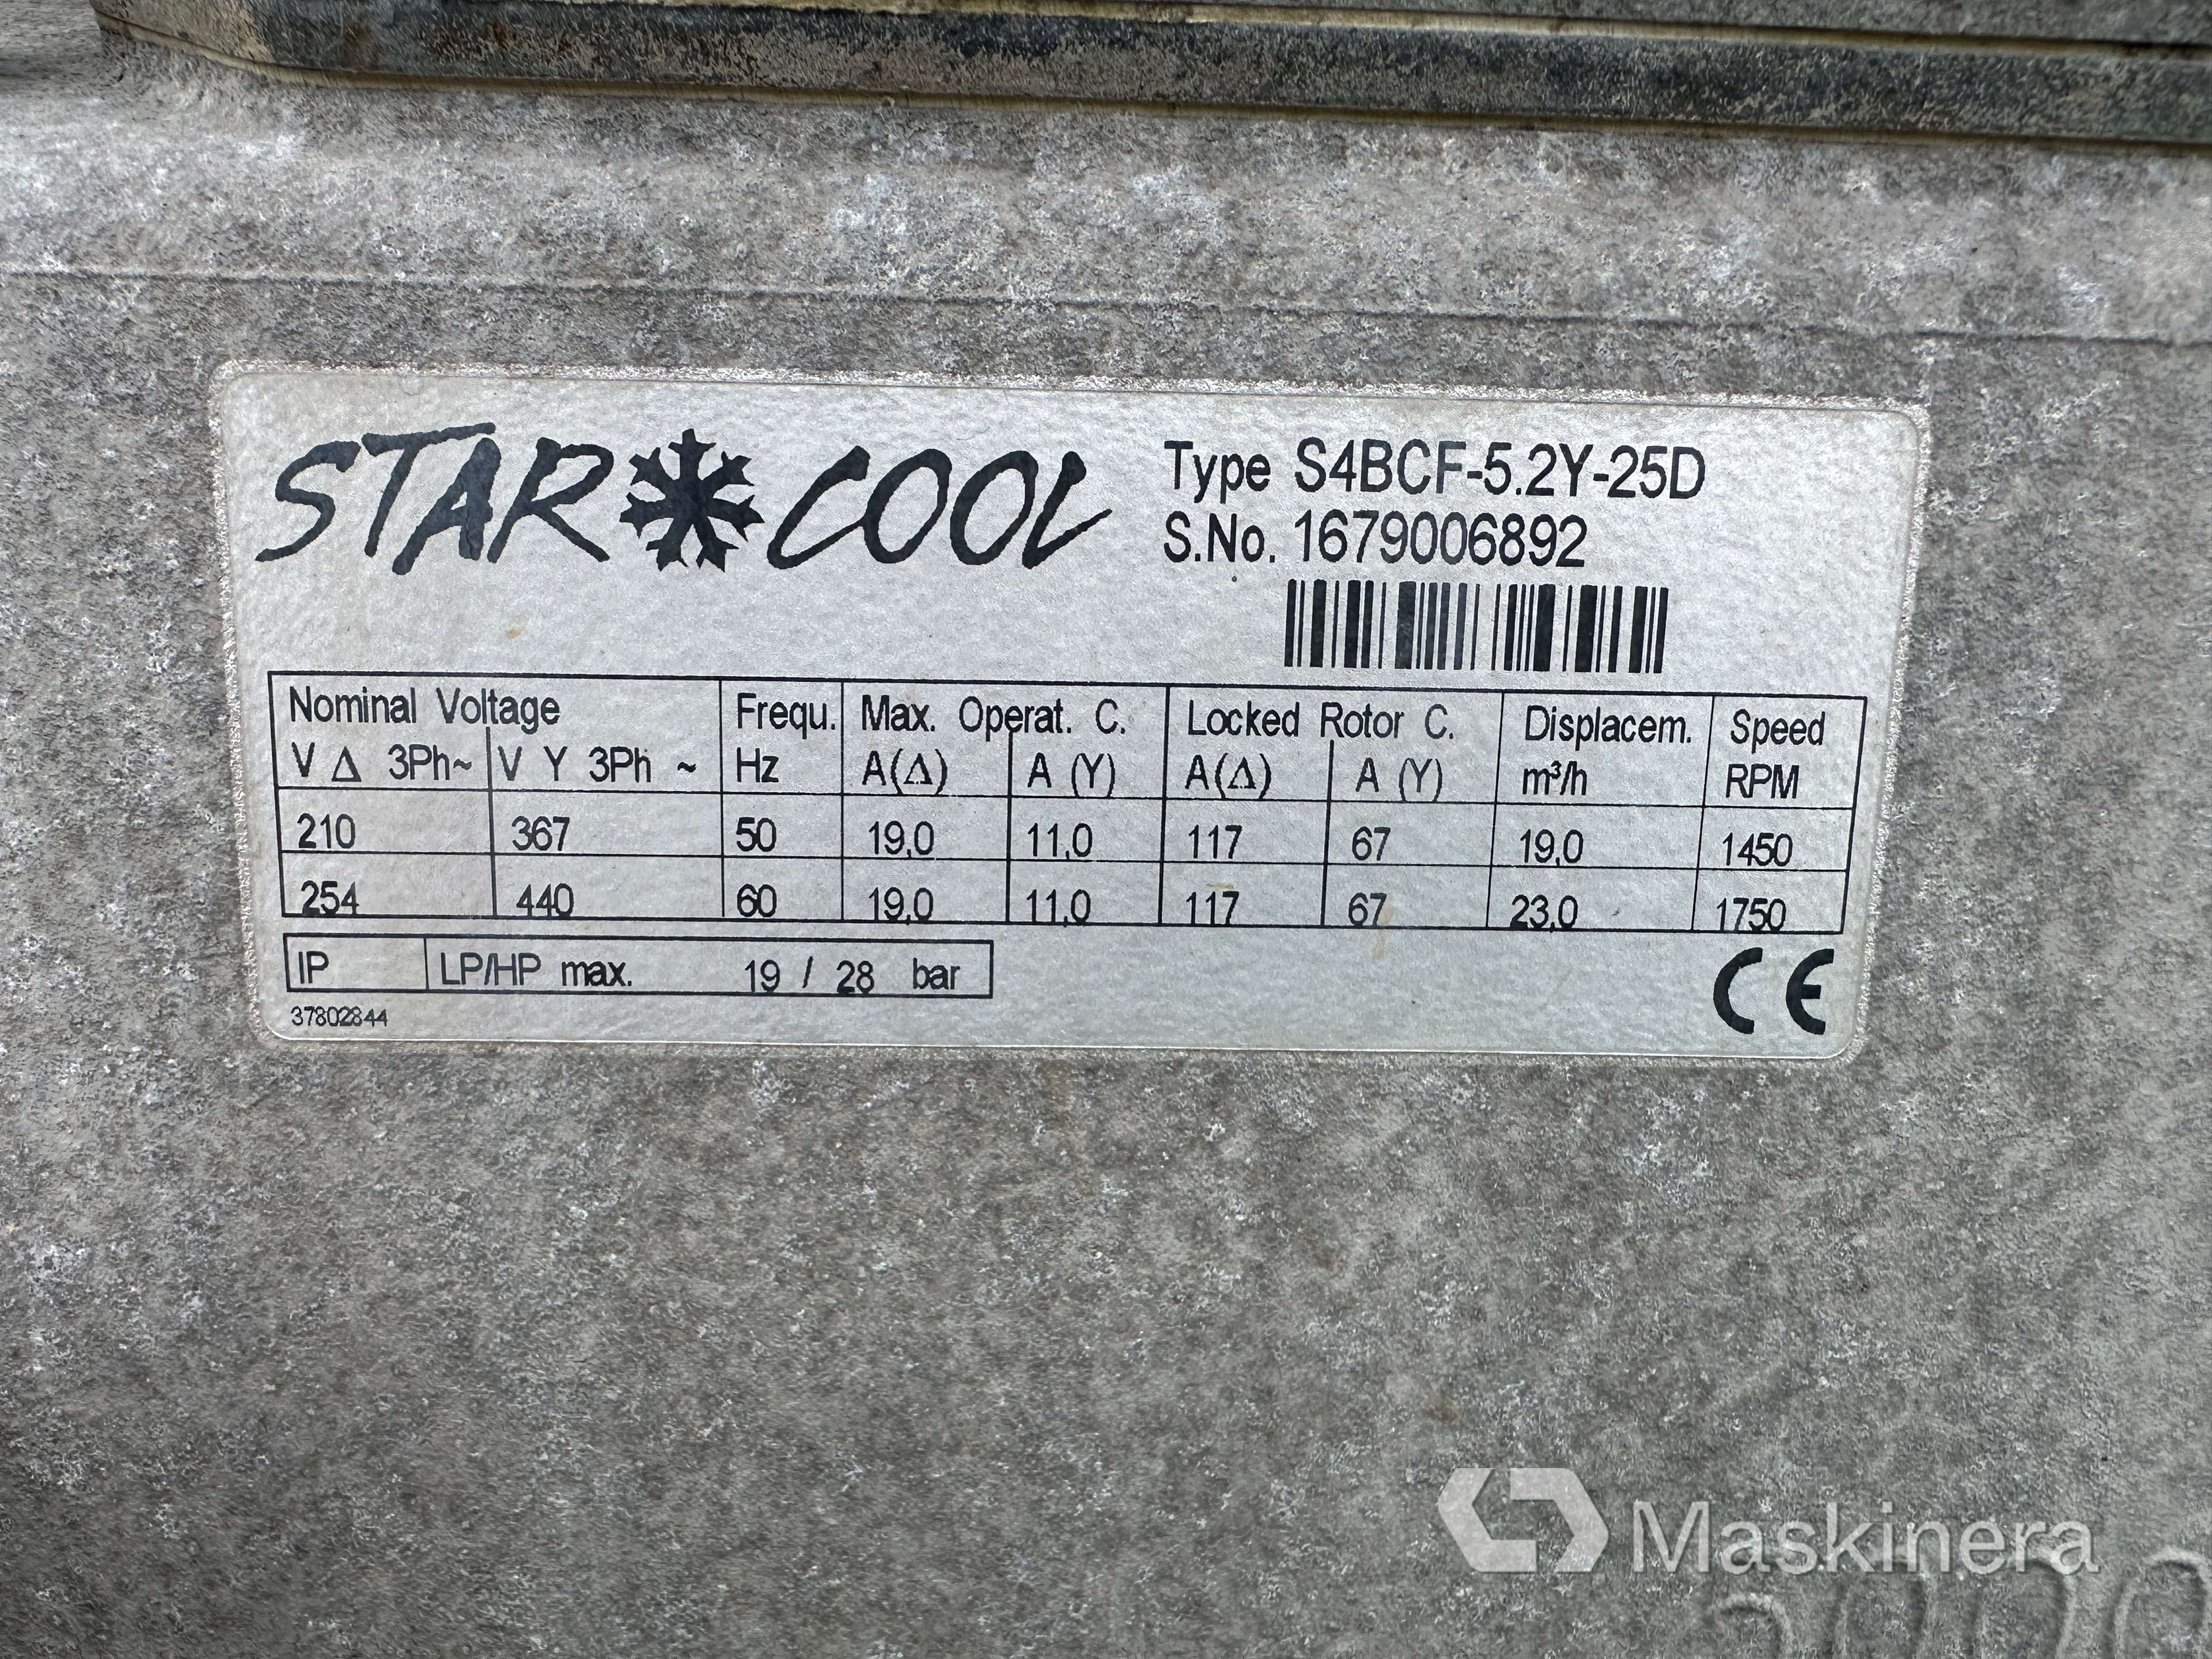 STAR COOL
Type S4BCF-5.2Y-25D
S.No. 1679006892
Nominal Voltage Frequ. Max. Operat. C. Locked Rotor C. Displacem. Speed
V Δ 3Ph~ V Y 3Ph ~ Hz A(Δ) A (Y) A(Δ) A (Y) m³/h RPM
210 367 50 19,0 11,0 117 67 19,0 1450
254 440 60 19,0 11,0 117 67 23,0 1750
IP LP/HP max. 19 / 28 bar
37802844
CE
Maskinera